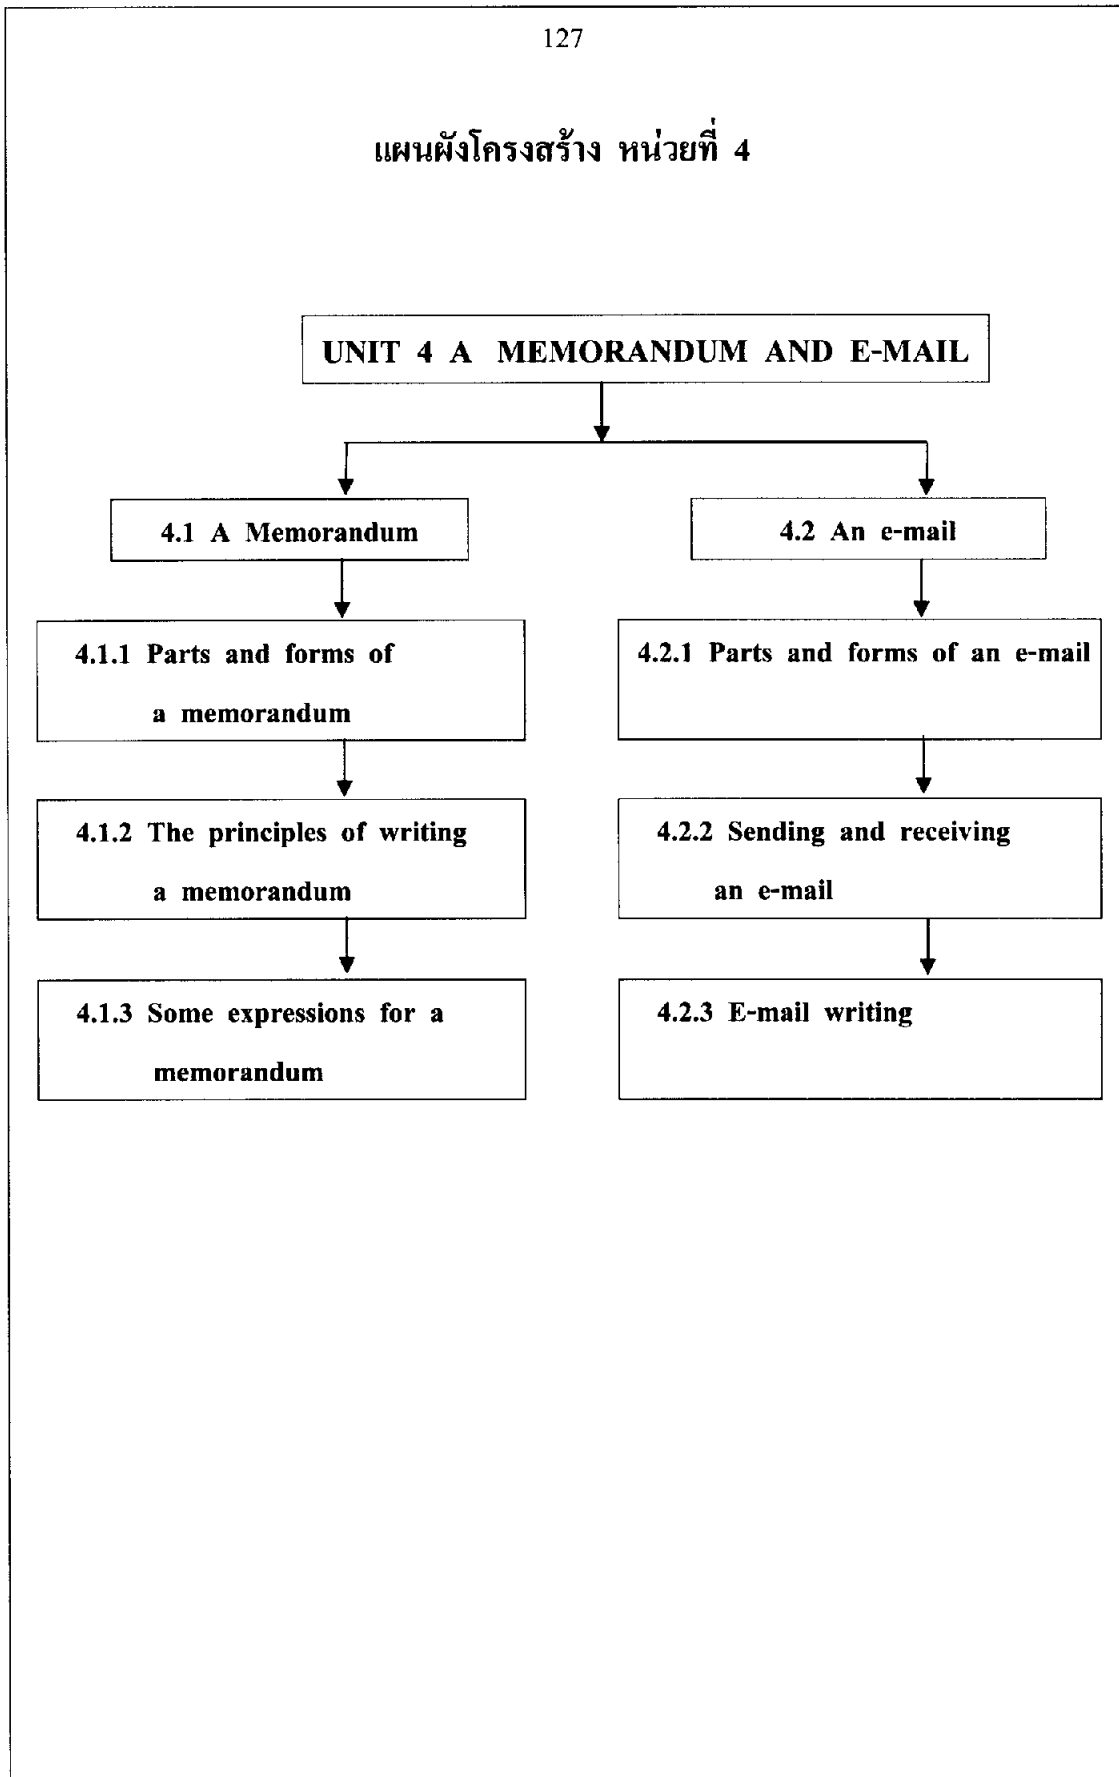 127
แผนผังโครงสร้าง หน่วยที่ 4
UNIT 4 A MEMORANDUM AND E-MAIL
4.1 A Memorandum
4.1.1 Parts and forms of
a memorandum
4.1.2 The principles of writing
a memorandum
4.1.3 Some expressions for a
memorandum
4.2 An e-mail
4.2.1 Parts and forms of an e-mail
4.2.2 Sending and receiving
an e-mail
4.2.3 E-mail writing